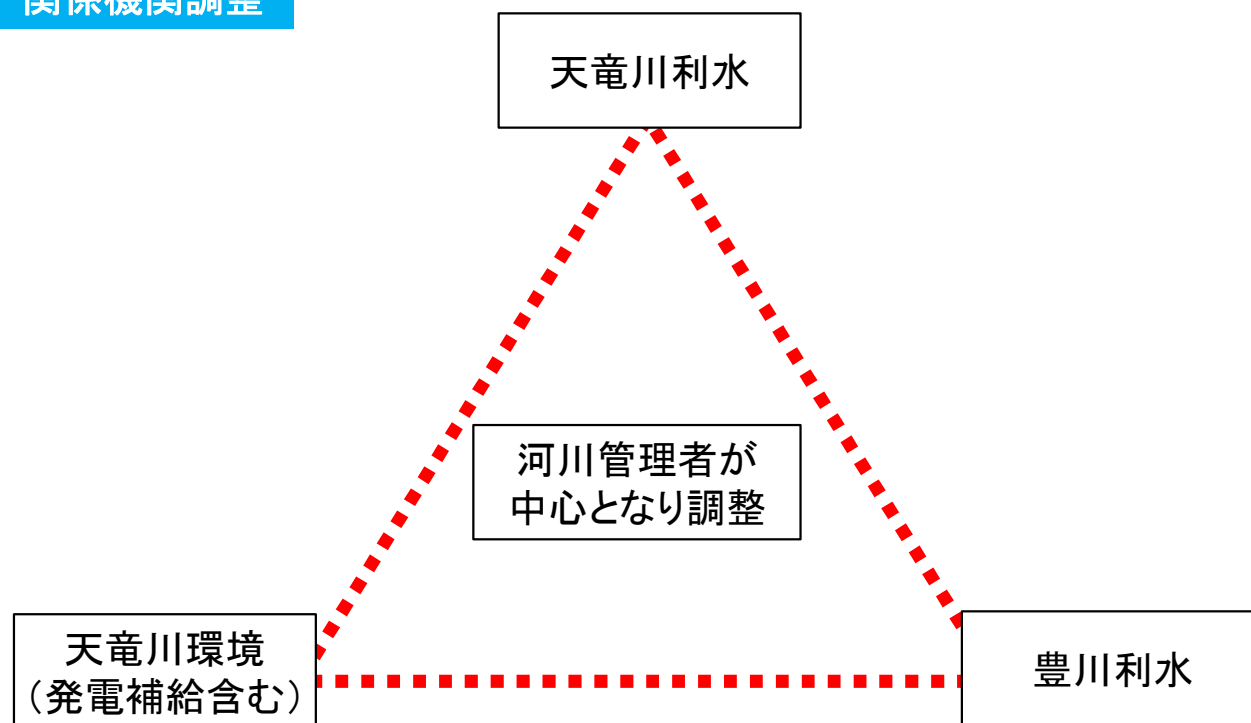 関係機関調整
天竜川利水
河川管理者が
中心となり調整
天竜川環境
（発電補給含む）
豊川利水